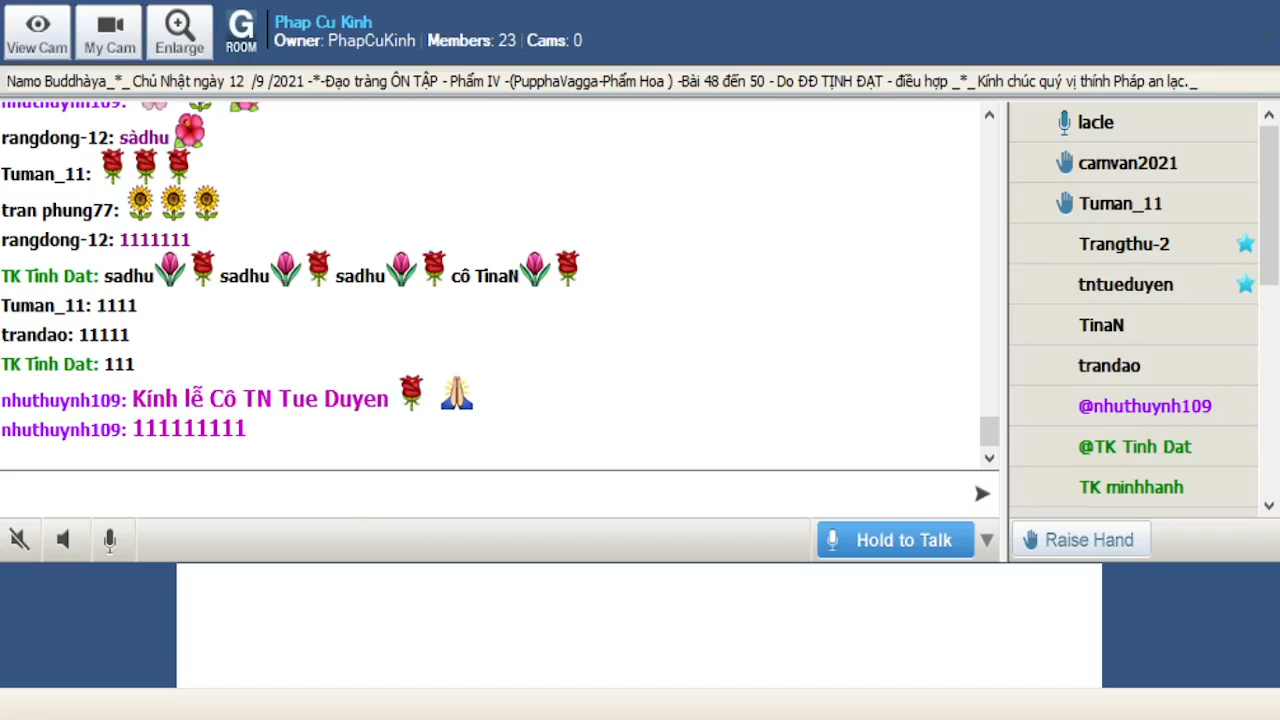 View Cam
My Cam
Enlarge
G
ROOM
Phap Cu Kinh
Owner: PhapCuKinh | Members: 23 | Cams: 0
Namo Buddhàya_*_ Chủ Nhật ngày 12 /9 /2021 -*-Đạo tràng ÔN TẬP - Phẩm IV -(PupphaVagga-Phẩm Hoa ) -Bài 48 đến 50 - Do ĐĐ TỊNH ĐẠT - điều hợp _*_Kính chúc quý vị thính Pháp an lạc._
nhuthuynh109:
rangdong-12: sàdhu
Tuman_11:
tran phung77:
rangdong-12: 1111111
TK Tinh Dat: sadhu sadhu sadhu cô TinaN
Tuman_11: 1111
trandao: 11111
TK Tinh Dat: 111
nhuthuynh109: Kính lễ Cô TN Tue Duyen
nhuthuynh109: 111111111
lacle
camvan2021
Tuman_11
Trangthu-2
tntueduyen
TinaN
trandao
@nhuthuynh109
@TK Tinh Dat
TK minhhanh
Hold to Talk
Raise Hand